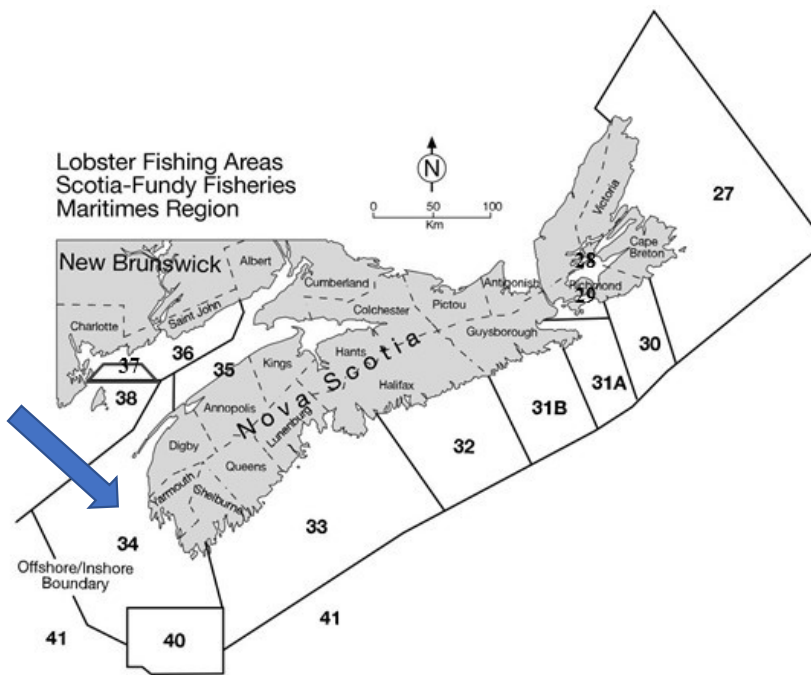 Lobster Fishing Areas
Scotia-Fundy Fisheries
Maritimes Region
N
0 50 100
Km
27
Victoria
Cape
Breton
28
Richmond
29
New Brunswick
Albert
Cumberland
Antigonish
Colchester
Pictou
Charlotte
Saint John
Guysborough
36
37
35
Kings
Hants
30
38
31A
Nova Scotia
Halifax
31B
Annopolis
Lunenburg
32
Digby
Queens
Yarmouth
Shelburne
33
34
Offshore/Inshore
Boundary
41
40
41